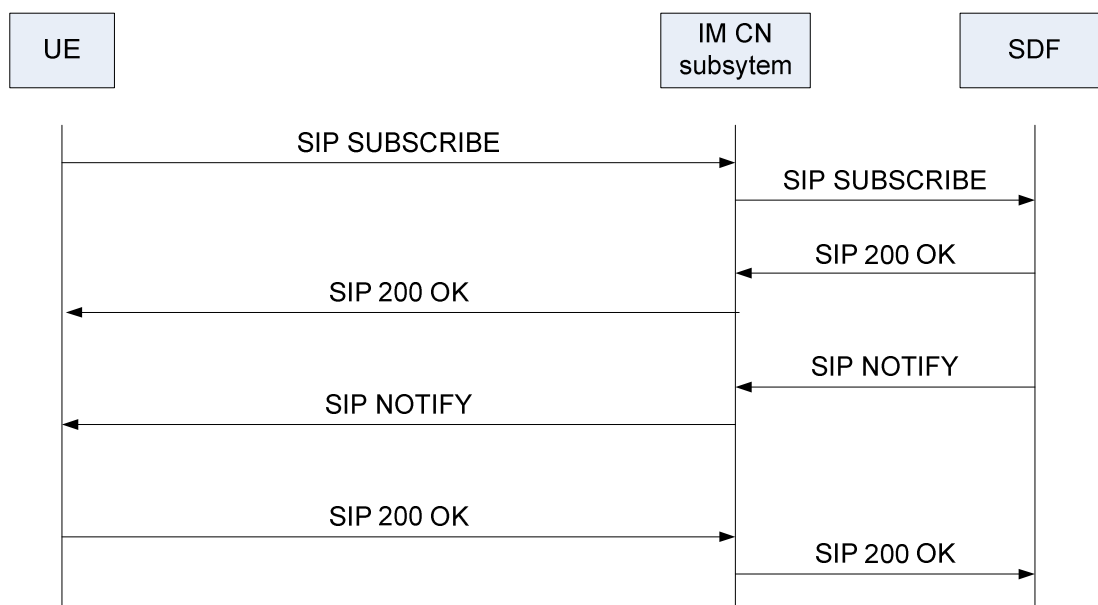 UE
IM CN
subsytem
SDF
SIP SUBSCRIBE
SIP SUBSCRIBE
SIP 200 OK
SIP 200 OK
SIP NOTIFY
SIP NOTIFY
SIP 200 OK
SIP 200 OK